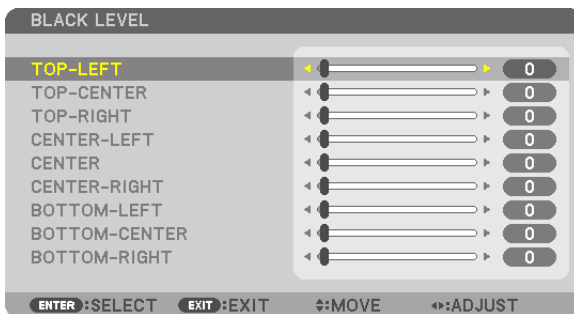 BLACK LEVEL
TOP-LEFT 0
TOP-CENTER 0
TOP-RIGHT 0
CENTER-LEFT 0
CENTER 0
CENTER-RIGHT 0
BOTTOM-LEFT 0
BOTTOM-CENTER 0
BOTTOM-RIGHT 0
ENTER:SELECT EXIT:EXIT :MOVE :ADJUST